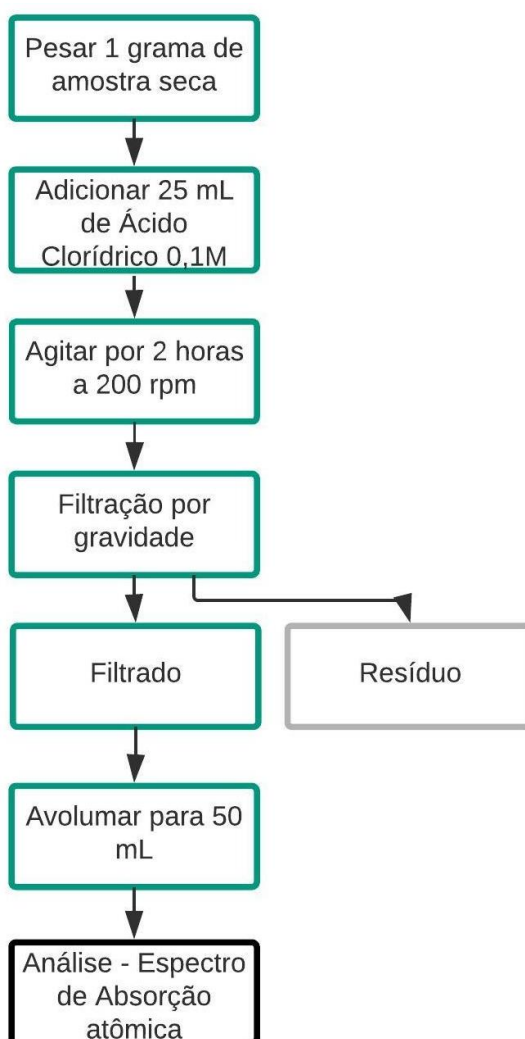 Pesar 1 grama de
amostra seca
Adicionar 25 mL
de Ácido
Clorídrico 0,1M
Agitar por 2 horas
a 200 rpm
Filtração por
gravidade
Filtrado
Resíduo
Avolumar para 50
mL
Análise - Espectro
de Absorção
atômica